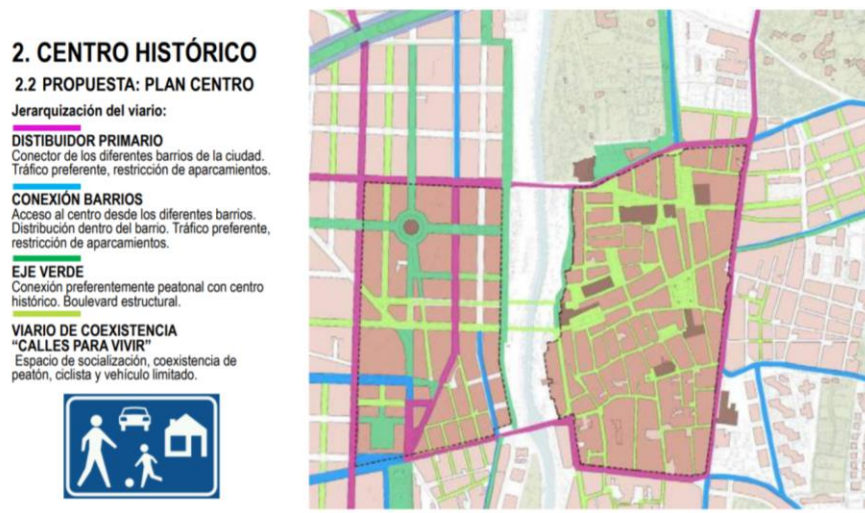 2. CENTRO HISTÓRICO
2.2 PROPUESTA: PLAN CENTRO
Jerarquización del viario:
DISTIBUIDOR PRIMARIO
Conector de los diferentes barrios de la ciudad.
Tráfico preferente, restricción de aparcamientos.
CONEXIÓN BARRIOS
Acceso al centro desde los diferentes barrios.
Distribución dentro del barrio. Tráfico preferente,
restricción de aparcamientos.
EJE VERDE
Conexión preferentemente peatonal con centro
histórico. Boulevard estructural.
VIARIO DE COEXISTENCIA
“CALLES PARA VIVIR”
Espacio de socialización, coexistencia de
peatón, ciclista y vehículo limitado.